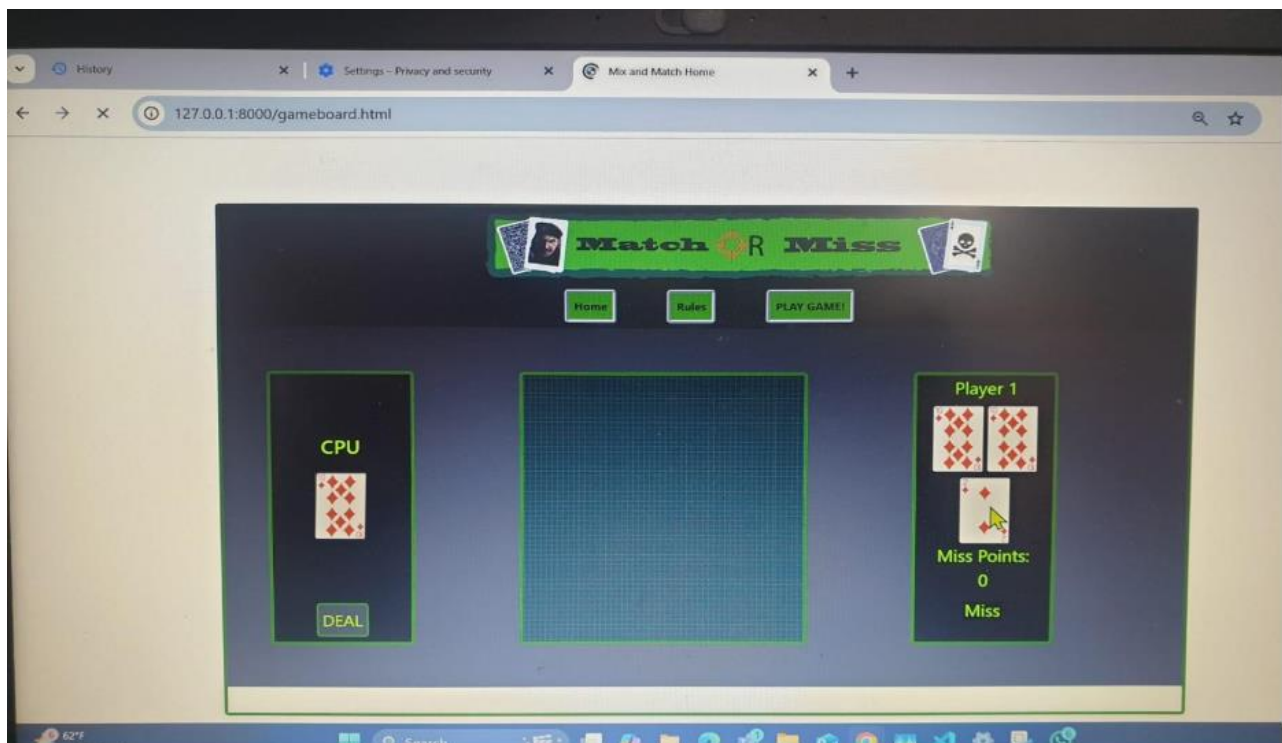 History
Settings – Privacy and security
Mix and Match Home
127.0.0.1:8000/gameboard.html
Match OR Miss
Home
Rules
PLAY GAME!
Player 1
CPU
Miss Points:
0
Miss
DEAL
62°F
Search